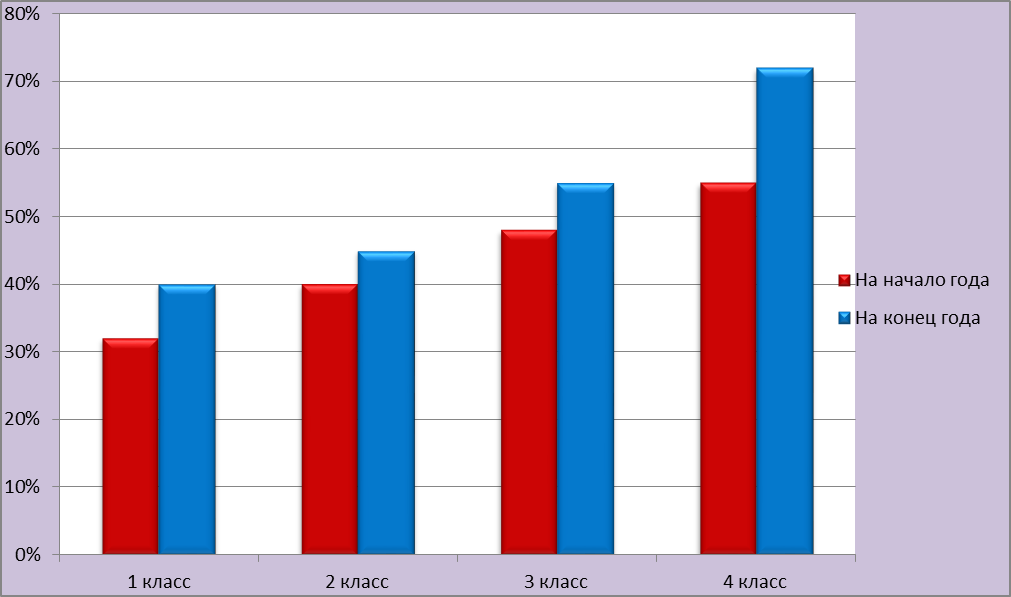 80%
70%
60%
50%
40%
30%
20%
10%
0%
1 класс
2 класс
3 класс
4 класс
На начало года
На конец года